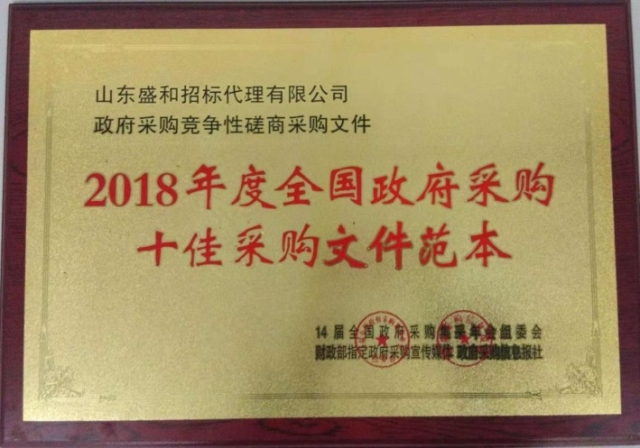 山东盛和招标代理有限公司
政府采购竞争性磋商采购文件
2018年度全国政府采购
十佳采购文件范本
14届全国政府采购监管年会组委会
财政部指定政府采购宣传媒体 政府采购信息报社